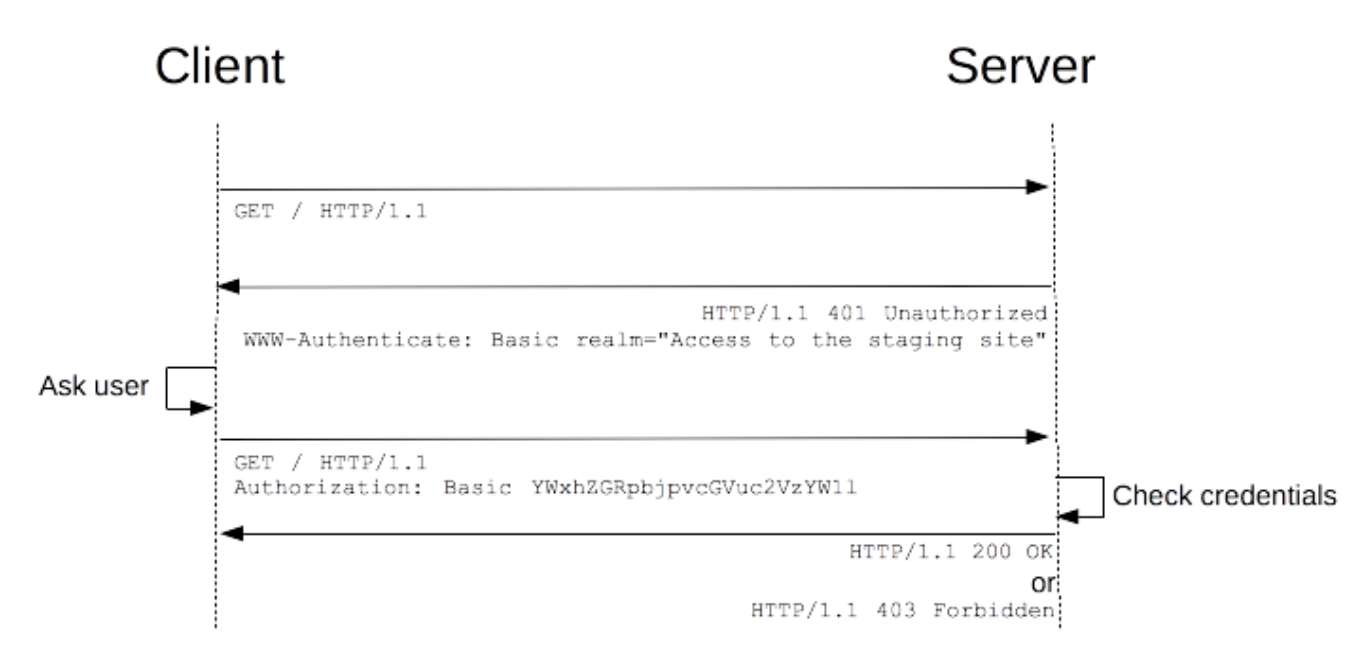 Client
Server
GET / HTTP/1.1
HTTP/1.1 401 Unauthorized
WWW-Authenticate: Basic realm="Access to the staging site"
Ask user
GET / HTTP/1.1
Authorization: Basic YWxhZGRpbjpvcGVuc2VzYW1l
Check credentials
HTTP/1.1 200 OK
or
HTTP/1.1 403 Forbidden